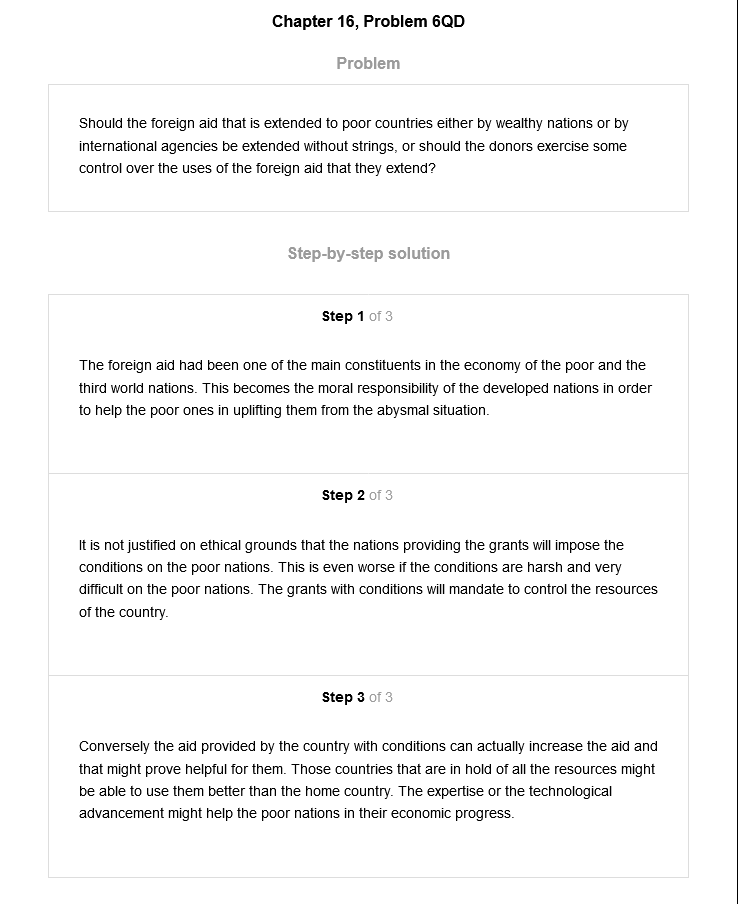 Chapter 16, Problem 6QD
Problem
Should the foreign aid that is extended to poor countries either by wealthy nations or by
international agencies be extended without strings, or should the donors exercise some
control over the uses of the foreign aid that they extend?
Step-by-step solution
Step 1 of 3
The foreign aid had been one of the main constituents in the economy of the poor and the
third world nations. This becomes the moral responsibility of the developed nations in order
to help the poor ones in uplifting them from the abysmal situation.
Step 2 of 3
It is not justified on ethical grounds that the nations providing the grants will impose the
conditions on the poor nations. This is even worse if the conditions are harsh and very
difficult on the poor nations. The grants with conditions will mandate to control the resources
of the country.
Step 3 of 3
Conversely the aid provided by the country with conditions can actually increase the aid and
that might prove helpful for them. Those countries that are in hold of all the resources might
be able to use them better than the home country. The expertise or the technological
advancement might help the poor nations in their economic progress.